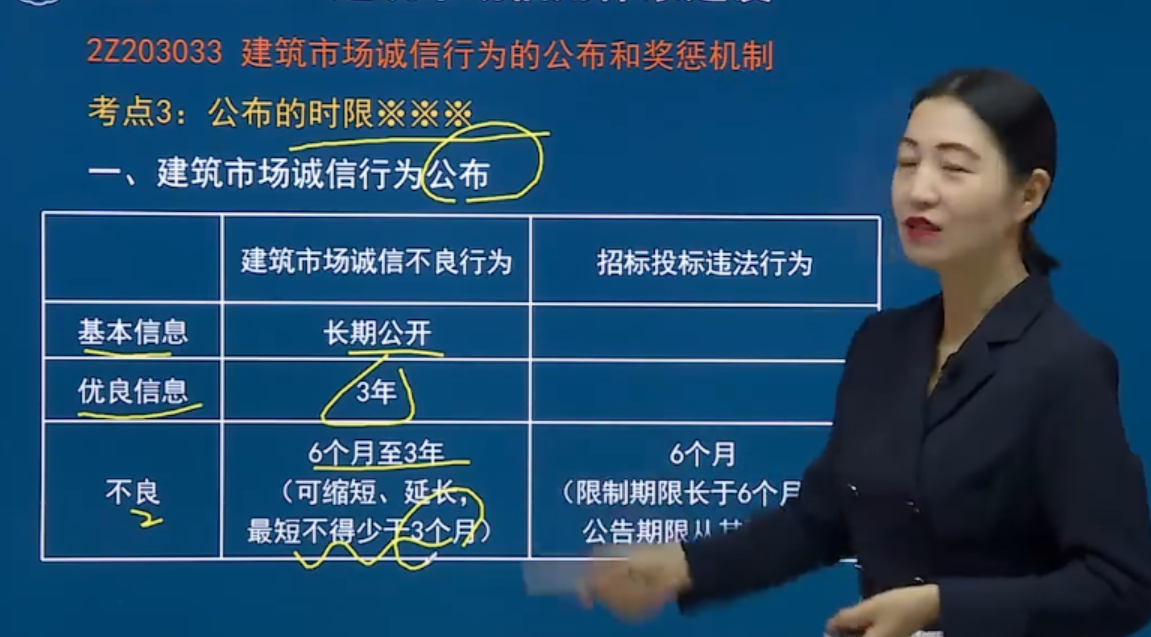 2Z203033 建筑市场诚信行为的公布和奖惩机制
考点3：公布的时限※※※
一、建筑市场诚信行为公布
建筑市场诚信不良行为
招标投标违法行为
基本信息
长期公开
优良信息
3年
不良
6个月至3年
（可缩短、延长，
最短不得少于3个月）
6个月
（限制期限长于6个月
公告期限从其
2